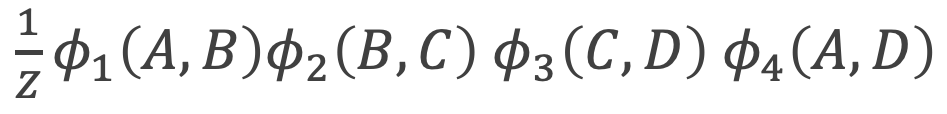 1/z ϕ₁(A, B)ϕ₂(B, C) ϕ₃(C, D) ϕ₄(A, D)